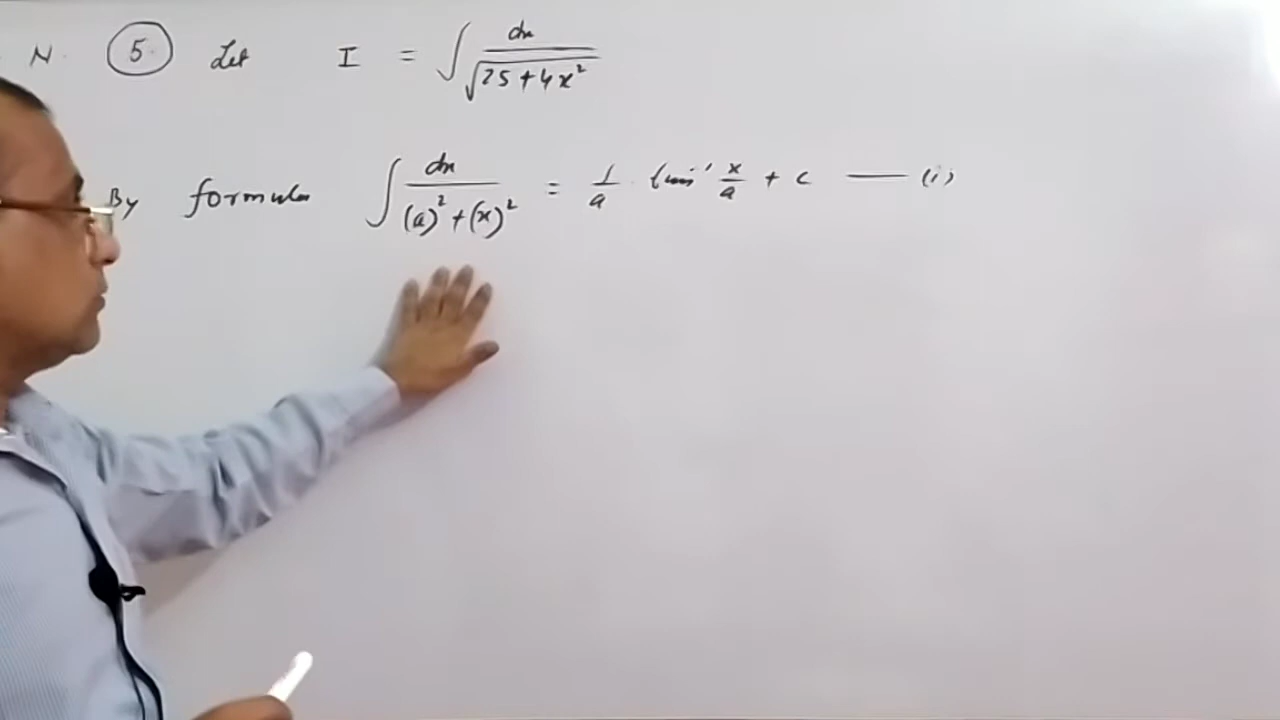 N. (5) Let I = ∫ dx / √(25 + 4x²)
By formula ∫ dx / ((a)² + (x)²) = 1/a · tan⁻¹ x/a + c —— (i)